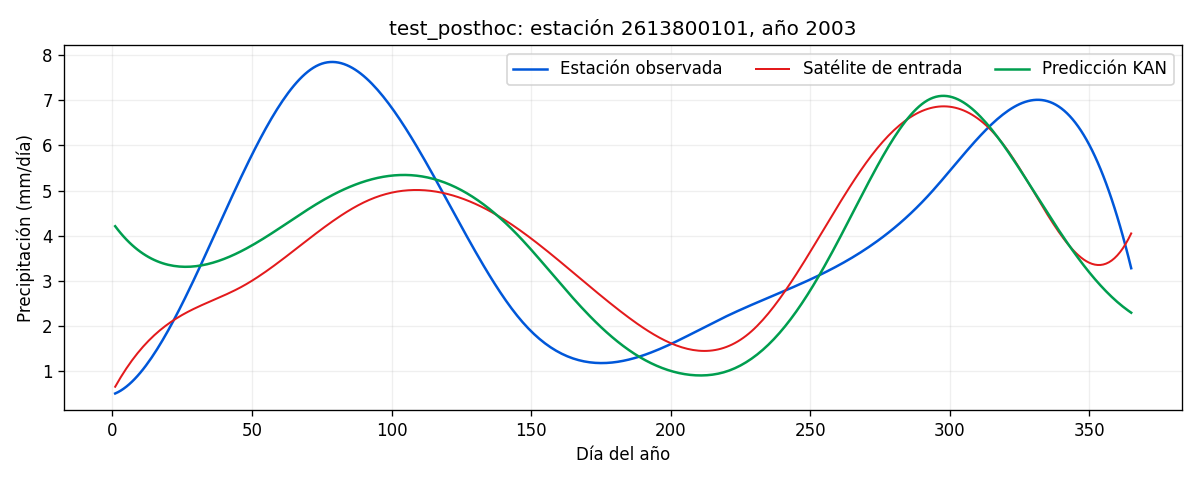 test_posthoc: estación 2613800101, año 2003
Estación observada Satélite de entrada Predicción KAN
Precipitación (mm/día)
8
7
6
5
4
3
2
1
0 50 100 150 200 250 300 350
Día del año